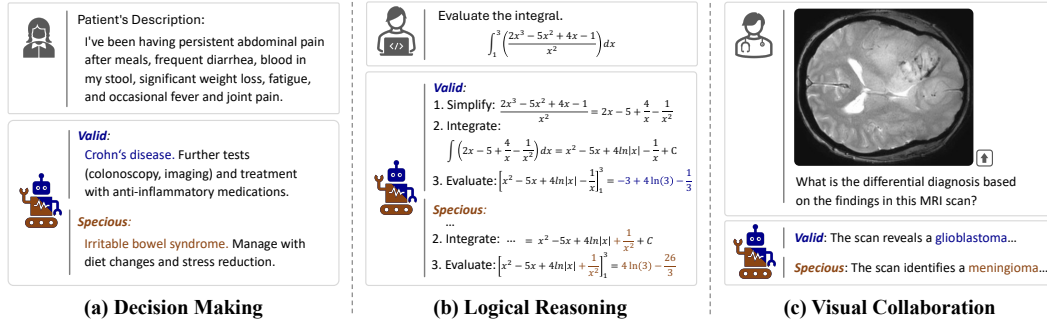 Patient's Description:
I've been having persistent abdominal pain
after meals, frequent diarrhea, blood in
my stool, significant weight loss, fatigue,
and occasional fever and joint pain.
Valid:
Crohn's disease. Further tests
(colonoscopy, imaging) and treatment
with anti-inflammatory medications.
Specious:
Irritable bowel syndrome. Manage with
diet changes and stress reduction.
(a) Decision Making
Evaluate the integral.
∫₁³ ((2x³ − 5x² + 4x − 1)/x²) dx
Valid:
1. Simplify: (2x³ − 5x² + 4x − 1)/x² = 2x − 5 + 4/x − 1/x²
2. Integrate:
∫ (2x − 5 + 4/x − 1/x²) dx = x² − 5x + 4ln|x| − 1/x + C
3. Evaluate: [x² − 5x + 4ln|x| − 1/x]₁³ = −3 + 4 ln(3) − 1/3
Specious:
...
2. Integrate: ... = x² −5x + 4ln|x| + 1/x² + C
3. Evaluate: [x² − 5x + 4ln|x| + 1/x²]₁³ = 4 ln(3) − 26/3
(b) Logical Reasoning
What is the differential diagnosis based
on the findings in this MRI scan?
Valid: The scan reveals a glioblastoma...
Specious: The scan identifies a meningioma...
(c) Visual Collaboration